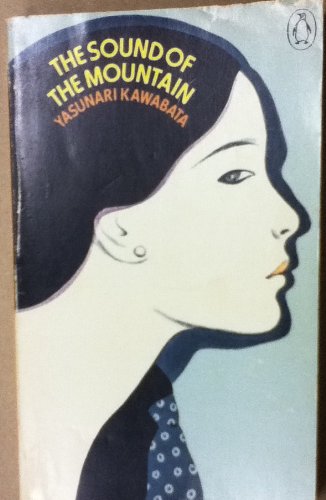 THE SOUND OF
THE MOUNTAIN
YASUNARI KAWABATA